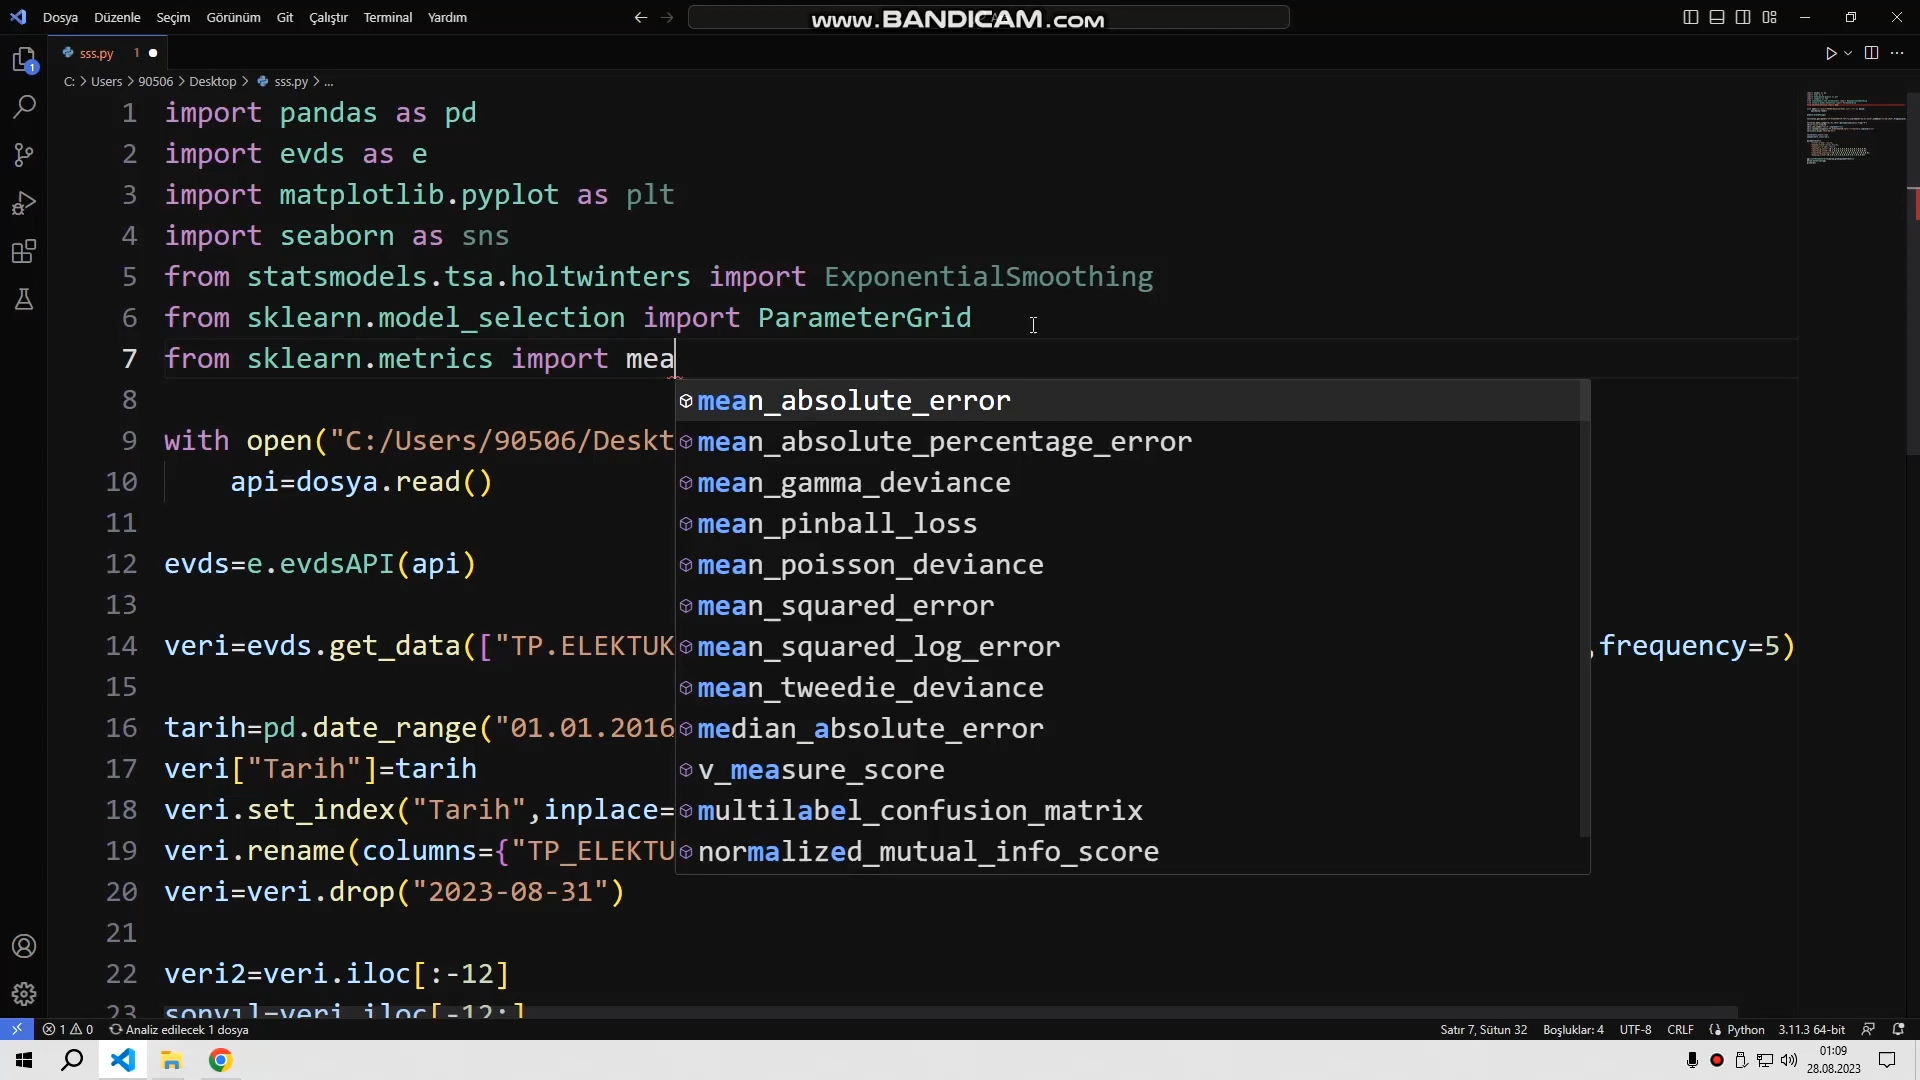 Dosya Düzenle Seçim Görünüm Git Çalıştır Terminal Yardım
www.BANDICAM.com
sss.py 1
C: > Users > 90506 > Desktop > sss.py > ...
1 import pandas as pd
2 import evds as e
3 import matplotlib.pyplot as plt
4 import seaborn as sns
5 from statsmodels.tsa.holtwinters import ExponentialSmoothing
6 from sklearn.model_selection import ParameterGrid
7 from sklearn.metrics import mea
8
mean_absolute_error
9 with open("C:/Users/90506/Deskt
mean_absolute_percentage_error
10 api=dosya.read()
mean_gamma_deviance
11
mean_pinball_loss
12 evds=e.evdsAPI(api)
mean_poisson_deviance
13
mean_squared_error
14 veri=evds.get_data(["TP.ELEKTUK
mean_squared_log_error
,frequency=5)
15
mean_tweedie_deviance
16 tarih=pd.date_range("01.01.2016
median_absolute_error
17 veri["Tarih"]=tarih
v_measure_score
18 veri.set_index("Tarih",inplace=
multilabel_confusion_matrix
19 veri.rename(columns={"TP_ELEKTU
normalized_mutual_info_score
20 veri=veri.drop("2023-08-31")
21
22 veri2=veri.iloc[:-12]
23 sonyıl=veri.iloc[-12:]
1 0 Analiz edilecek 1 dosya
Satır 7, Sütun 32 Boşluklar: 4 UTF-8 CRLF Python 3.11.3 64-bit
01:09
28.08.2023